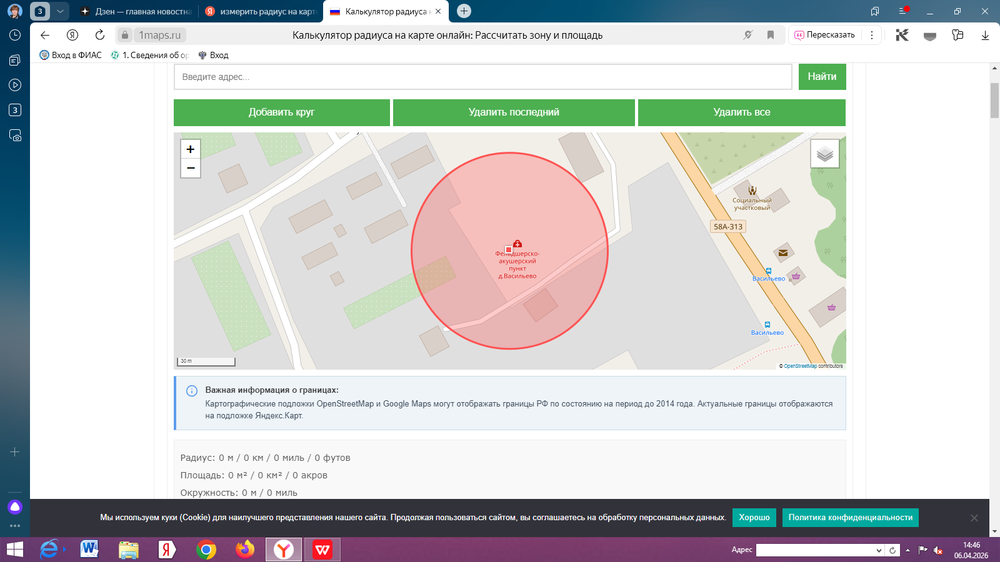 3
Дзен — главная новостна
измерить радиус на карт
Калькулятор радиуса н
1maps.ru
Калькулятор радиуса на карте онлайн: Рассчитать зону и площадь
Пересказать
Вход в ФИАС
1. Сведения об ор
Вход
3
Введите адрес...
Найти
Добавить круг
Удалить последний
Удалить все
+
−
Социальный
участковый
58А-313
Фельдшерско-
акушерский
пункт
д.Васильево
Васильево
Васильево
30 m
© OpenStreetMap contributors
Важная информация о границах:
Картографические подложки OpenStreetMap и Google Maps могут отображать границы РФ по состоянию на период до 2014 года. Актуальные границы отображаются
на подложке Яндекс.Карт.
Радиус: 0 м / 0 км / 0 миль / 0 футов
Площадь: 0 м² / 0 км² / 0 акров
Окружность: 0 м / 0 миль
Мы используем куки (Cookie) для наилучшего представления нашего сайта. Продолжая пользоваться сайтом, вы соглашаетесь на обработку персональных данных.
Хорошо
Политика конфиденциальности
Адрес
14:46
06.04.2026